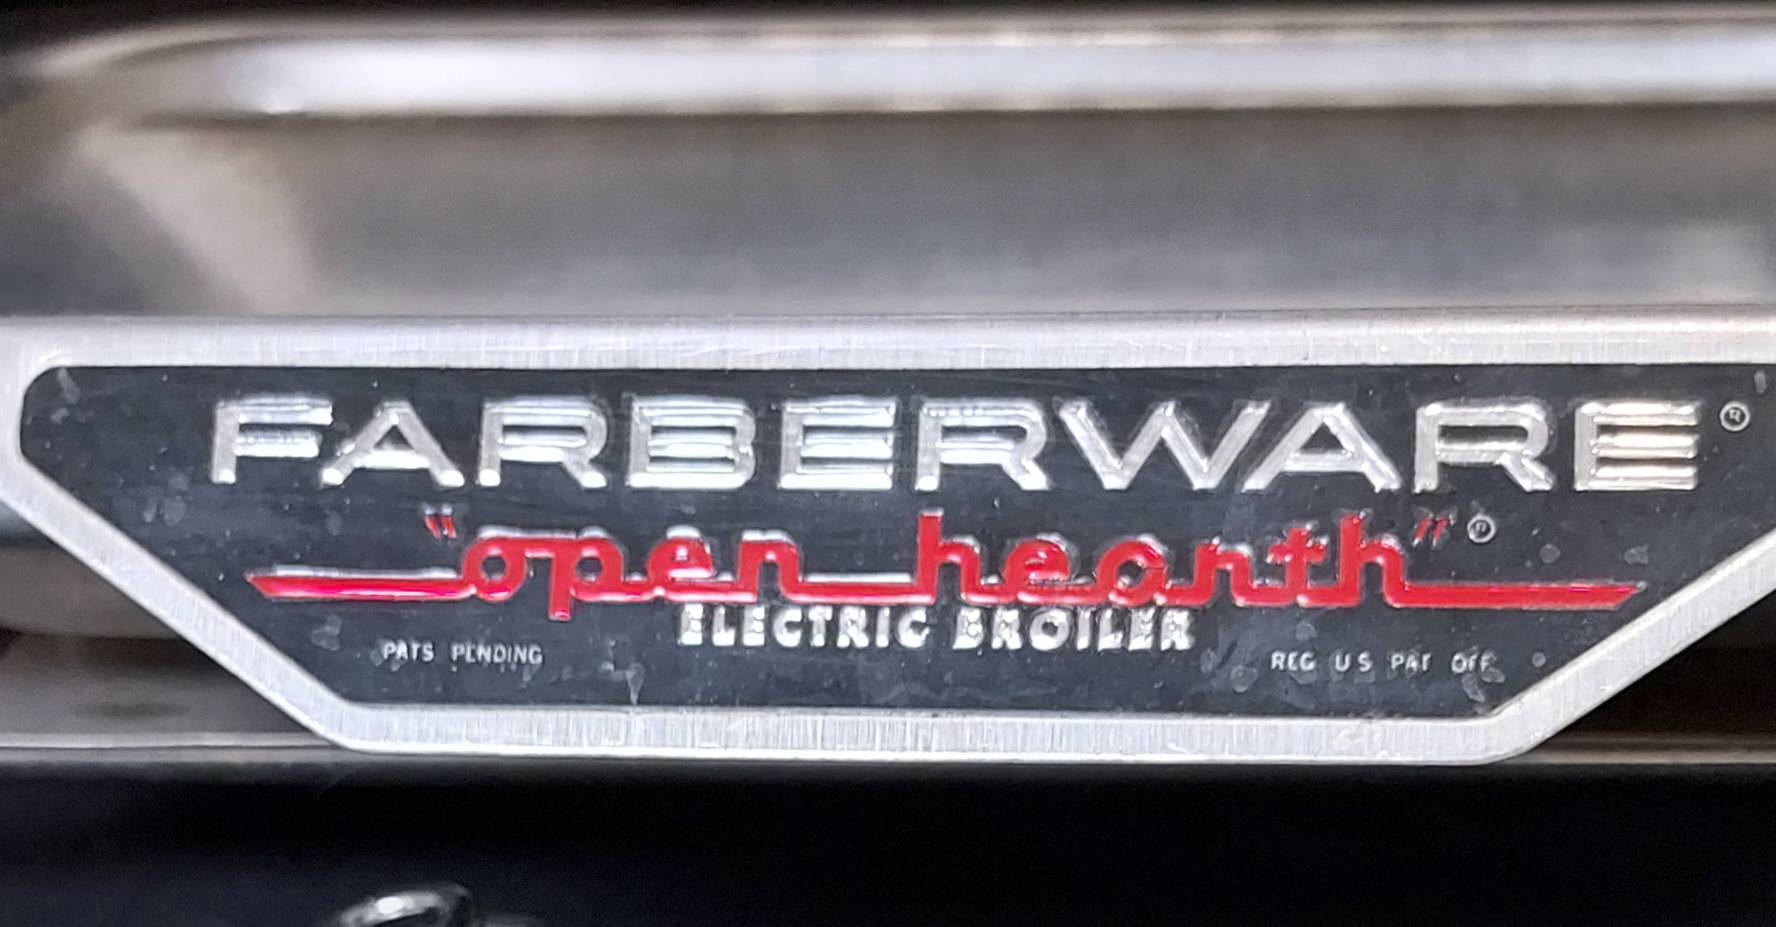 FARBERWARE®
"open hearth"®
ELECTRIC BROILER
PATS PENDING
REG U S PAT OFF